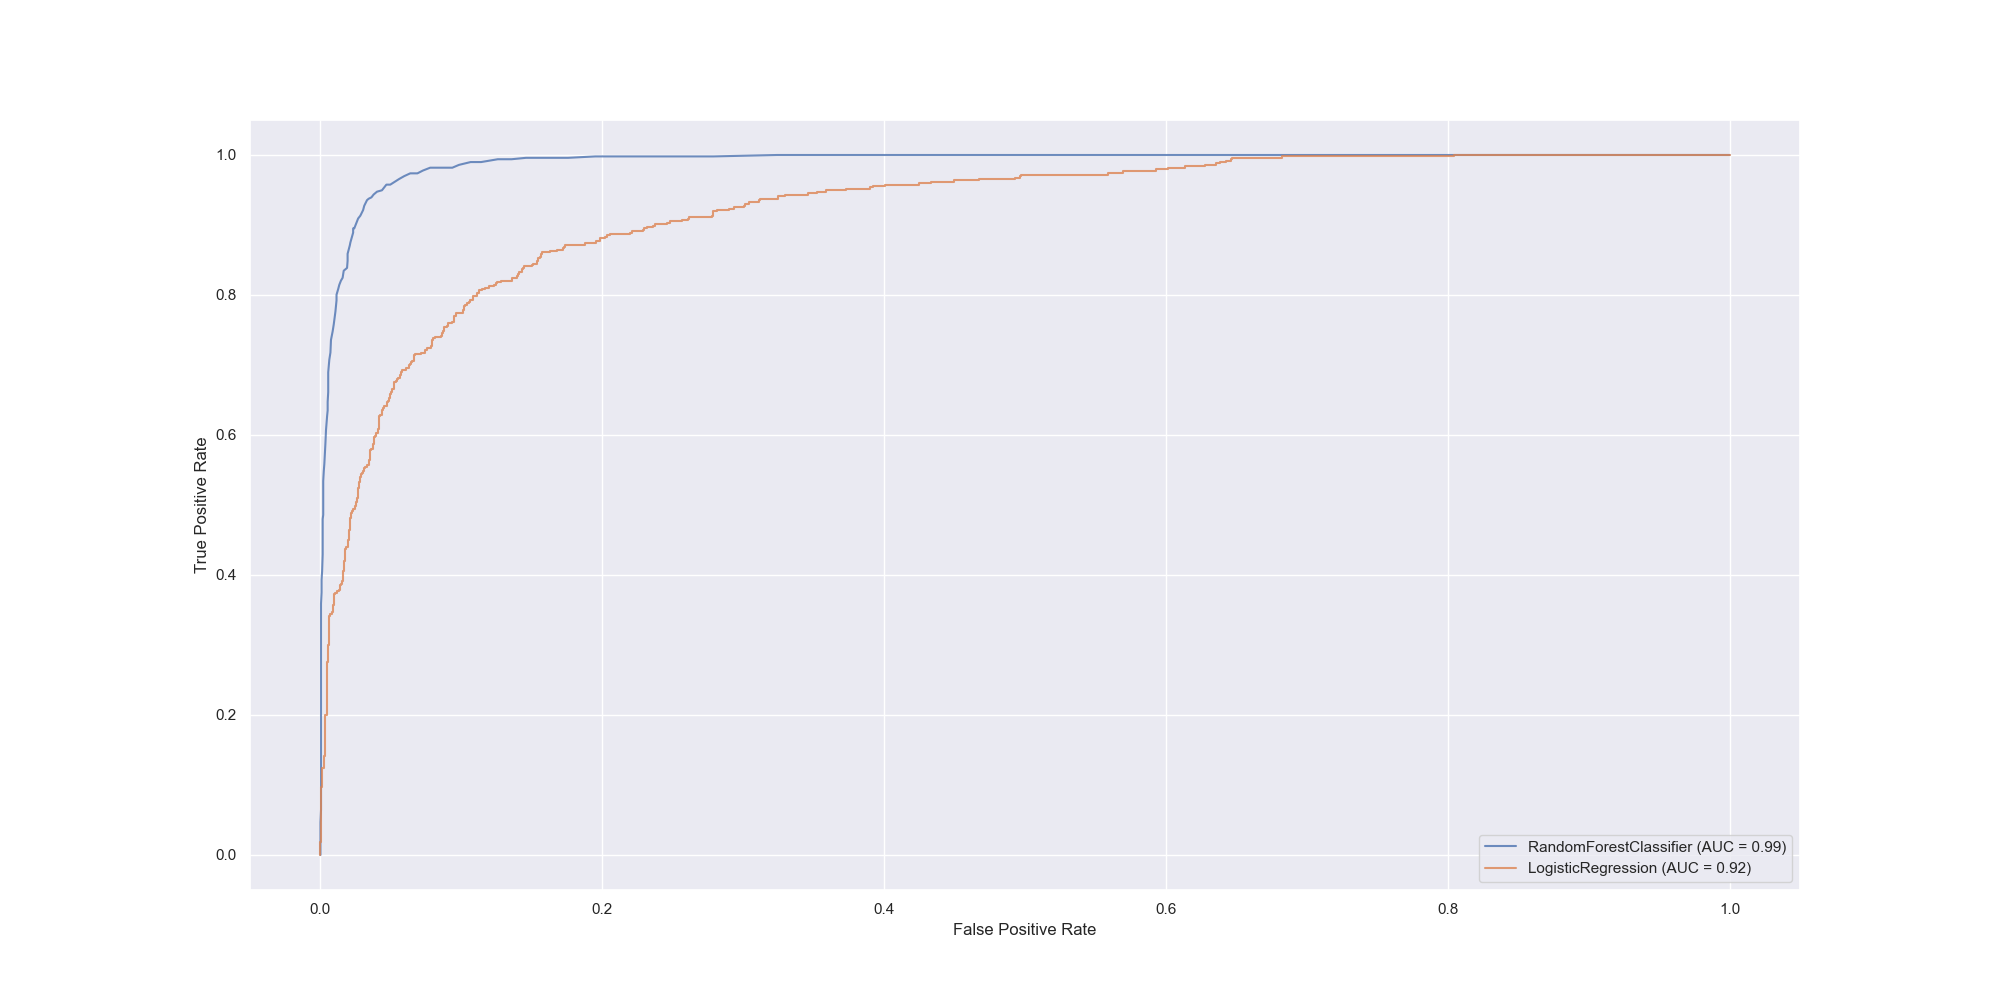 1.0
0.8
0.6
0.4
0.2
0.0
True Positive Rate
0.0 0.2 0.4 0.6 0.8 1.0
False Positive Rate
RandomForestClassifier (AUC = 0.99)
LogisticRegression (AUC = 0.92)